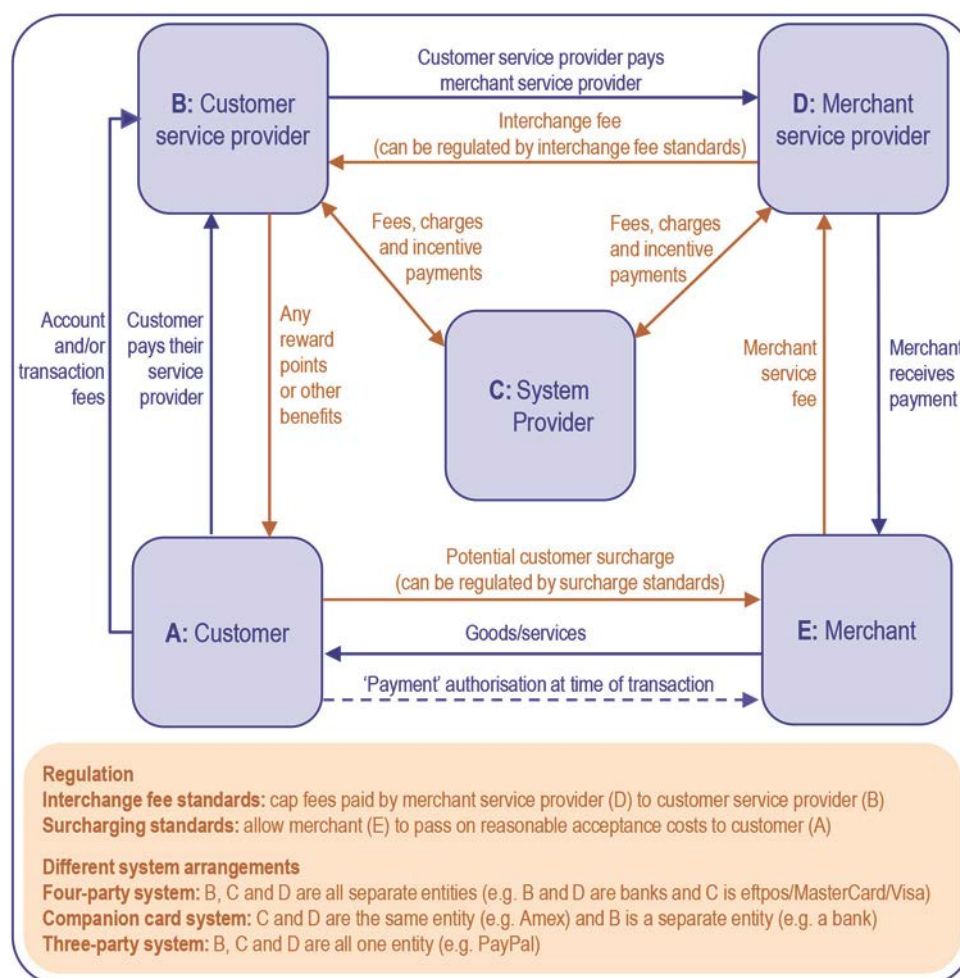 Customer service provider pays
merchant service provider
B: Customer
service provider
D: Merchant
service provider
Interchange fee
(can be regulated by interchange fee standards)
Fees, charges
and incentive
payments
Fees, charges
and incentive
payments
Account
and/or
transaction
fees
Customer
pays their
service
provider
Any
reward
points
or other
benefits
C: System
Provider
Merchant
service
fee
Merchant
receives
payment
Potential customer surcharge
(can be regulated by surcharge standards)
A: Customer
Goods/services
E: Merchant
‘Payment’ authorisation at time of transaction
Regulation
Interchange fee standards: cap fees paid by merchant service provider (D) to customer service provider (B)
Surcharging standards: allow merchant (E) to pass on reasonable acceptance costs to customer (A)
Different system arrangements
Four-party system: B, C and D are all separate entities (e.g. B and D are banks and C is eftpos/MasterCard/Visa)
Companion card system: C and D are the same entity (e.g. Amex) and B is a separate entity (e.g. a bank)
Three-party system: B, C and D are all one entity (e.g. PayPal)